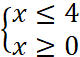 x ≤ 4
x ≥ 0